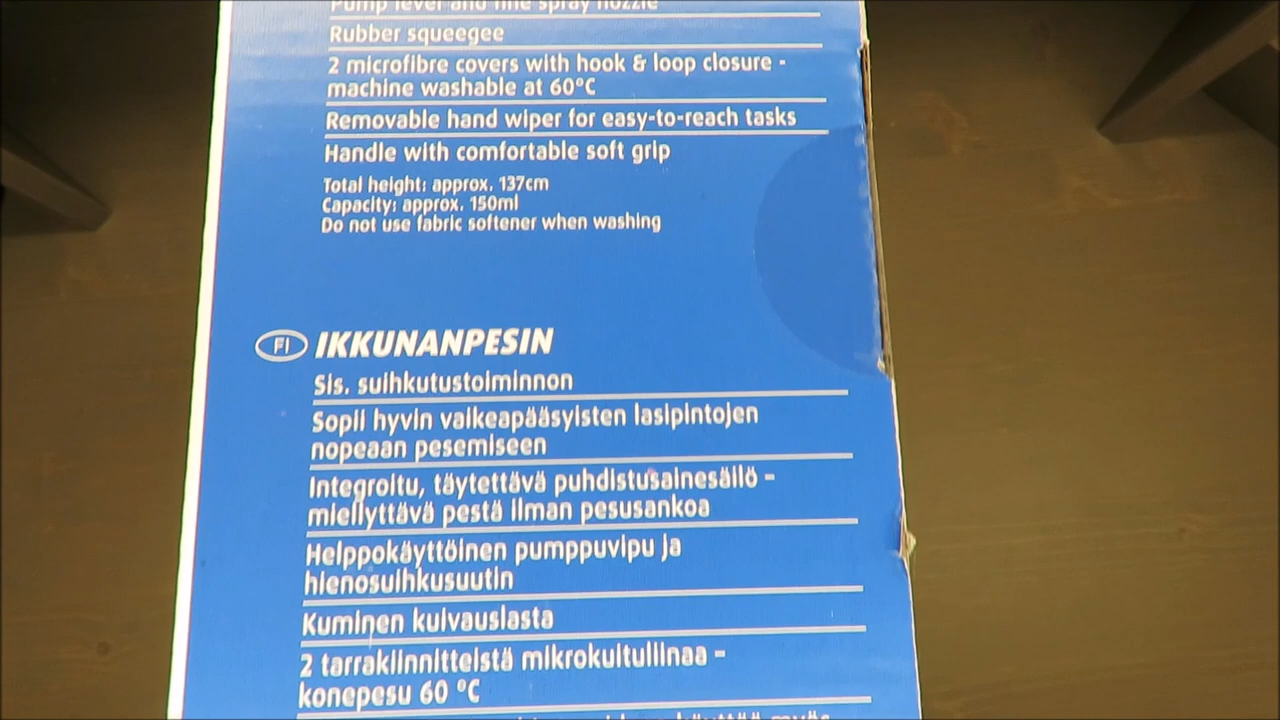 Pump lever and fine spray nozzle
Rubber squeegee
2 microfibre covers with hook & loop closure -
machine washable at 60°C
Removable hand wiper for easy-to-reach tasks
Handle with comfortable soft grip
Total height: approx. 137cm
Capacity: approx. 150ml
Do not use fabric softener when washing
FI IKKUNANPESIN
Sis. suihkutustoiminnon
Sopii hyvin vaikeapääsyisten lasipintojen
nopeaan pesemiseen
Integroitu, täytettävä puhdistusainesäiliö –
miellyttävä pestä ilman pesusankoa
Helppokäyttöinen pumppuvipu ja
hienosuihkusuutin
Kuminen kuivauslasta
2 tarrakiinnitteistä mikrokuituliinaa –
konepesu 60 °C
käyttää myös